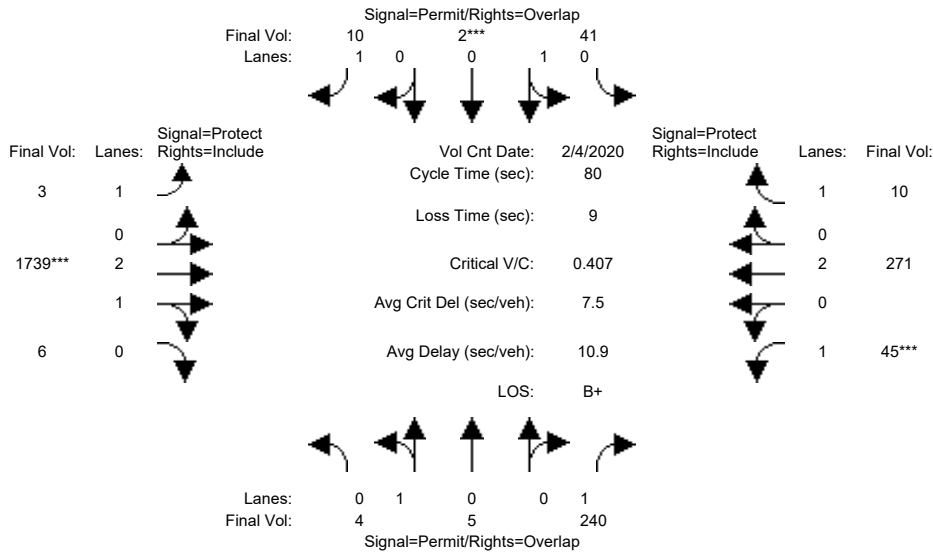 Signal=Permit/Rights=Overlap
Final Vol: 10 2*** 41
Lanes: 1 0 0 1 0
Signal=Protect
Final Vol: Lanes: Rights=Include
Vol Cnt Date: 2/4/2020
Signal=Protect
Rights=Include Lanes: Final Vol:
Cycle Time (sec): 80
3 1
1 10
Loss Time (sec): 9
0
0
1739*** 2
Critical V/C: 0.407
2 271
1
Avg Crit Del (sec/veh): 7.5
0
6 0
Avg Delay (sec/veh): 10.9
1 45***
LOS: B+
Lanes: 0 1 0 0 1
Final Vol: 4 5 240
Signal=Permit/Rights=Overlap